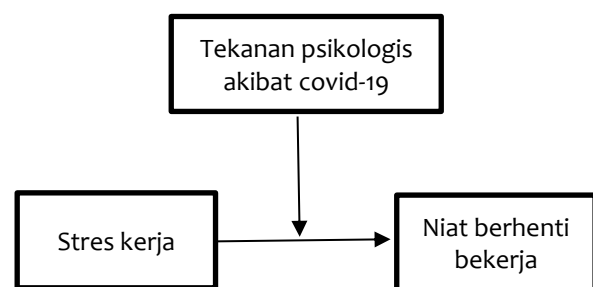 Tekanan psikologis
akibat covid-19
Stres kerja
Niat berhenti
bekerja